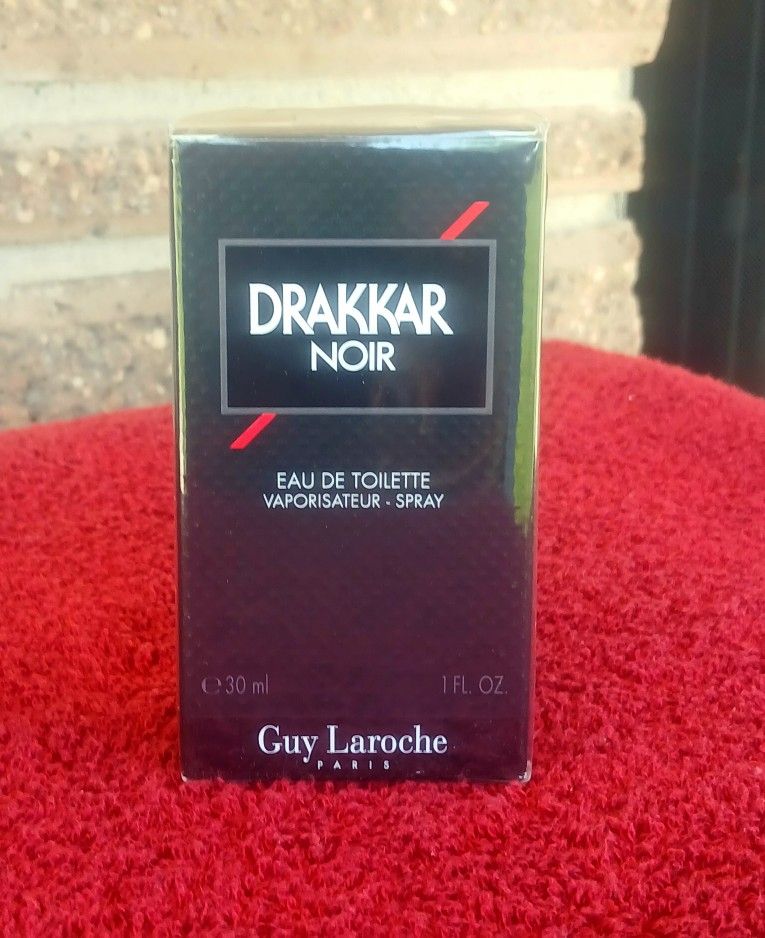 DRAKKAR
NOIR
EAU DE TOILETTE
VAPORISATEUR - SPRAY
℮ 30 ml 1 FL. OZ.
Guy Laroche
PARIS